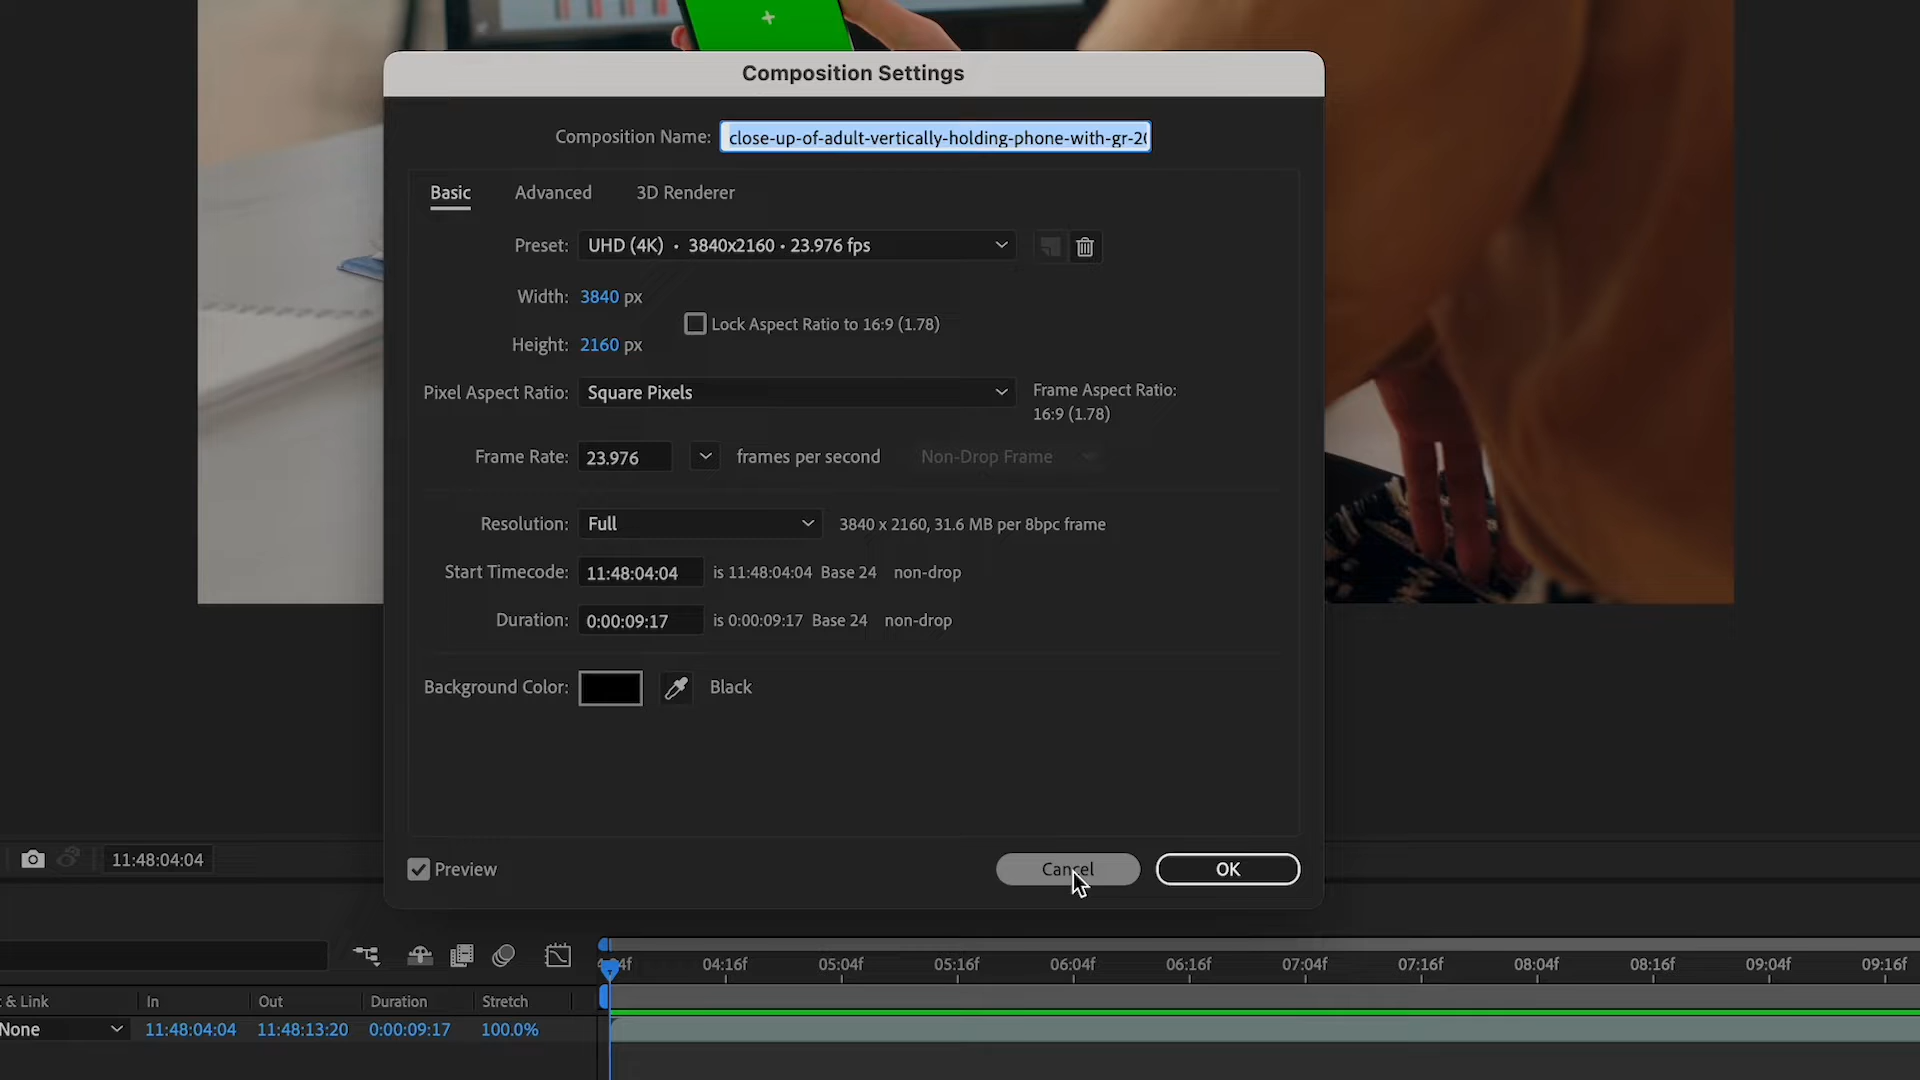 Composition Settings
Composition Name: close-up-of-adult-vertically-holding-phone-with-gr-20
Basic Advanced 3D Renderer
Preset: UHD (4K) • 3840x2160 • 23.976 fps
Width: 3840 px
Lock Aspect Ratio to 16:9 (1.78)
Height: 2160 px
Pixel Aspect Ratio: Square Pixels
Frame Aspect Ratio:
16:9 (1.78)
Frame Rate: 23.976 frames per second Non-Drop Frame
Resolution: Full 3840 x 2160, 31.6 MB per 8bpc frame
Start Timecode: 11:48:04:04 is 11:48:04:04 Base 24 non-drop
Duration: 0:00:09:17 is 0:00:09:17 Base 24 non-drop
Background Color: Black
11:48:04:04
Preview Cancel OK
04:16f 05:04f 05:16f 06:04f 06:16f 07:04f 07:16f 08:04f 08:16f 09:04f 09:16f
& Link In Out Duration Stretch
None 11:48:04:04 11:48:13:20 0:00:09:17 100.0%